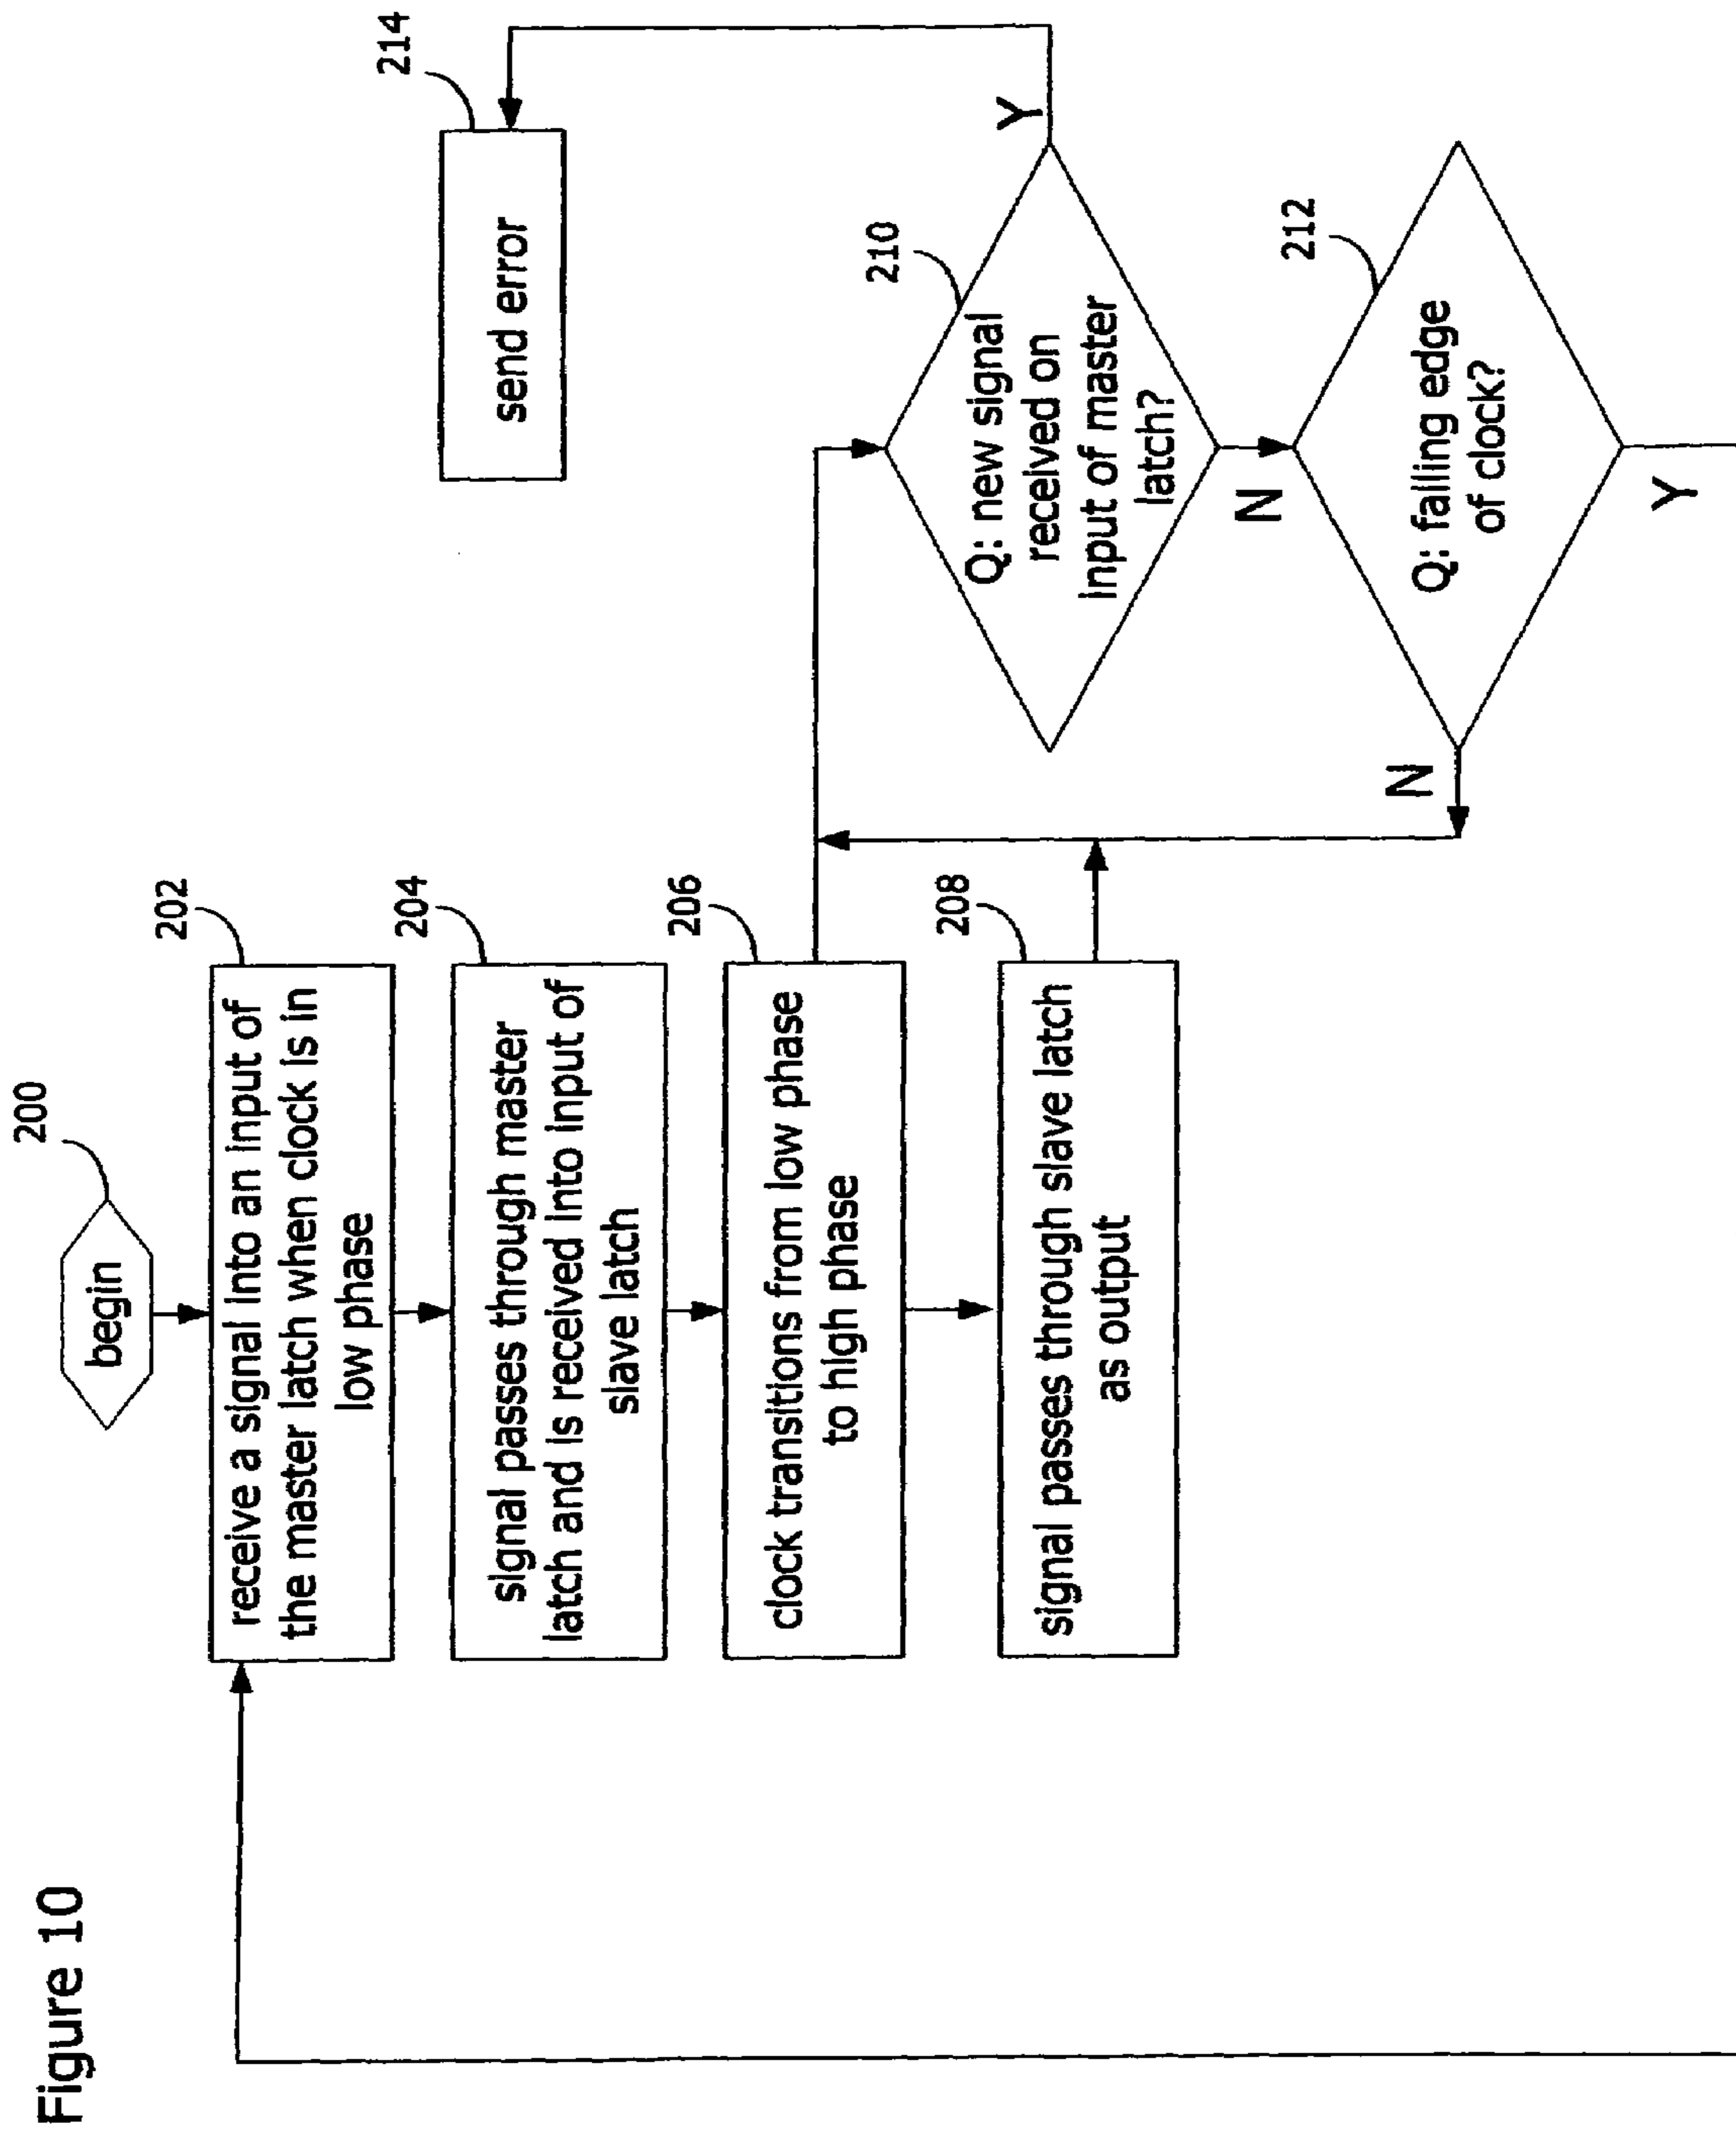 Figure 10
200
begin
202
receive a signal into an input of
the master latch when clock is in
low phase
204
signal passes through master
latch and is received into input of
slave latch
206
clock transitions from low phase
to high phase
208
signal passes through slave latch
as output
214
send error
210
Q: new signal
received on
input of master
latch?
Y
N
212
Q: falling edge
of clock?
N
Y